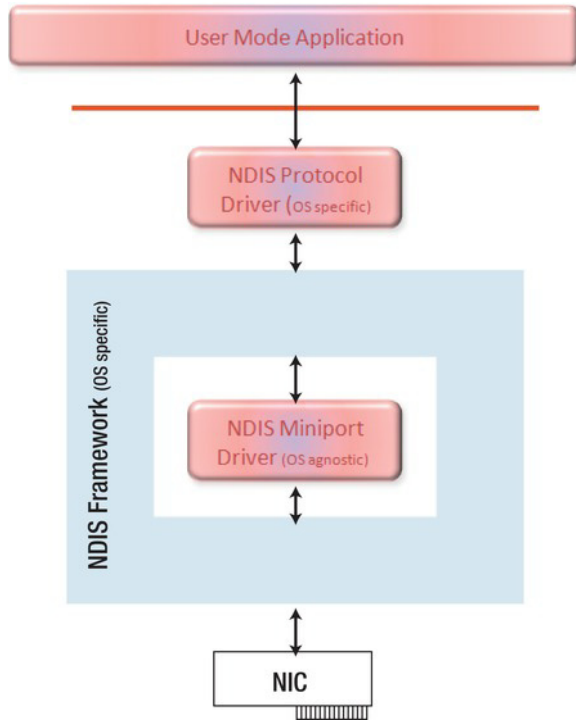 User Mode Application
NDIS Protocol
Driver (OS specific)
NDIS Framework (OS specific)
NDIS Miniport
Driver (OS agnostic)
NIC